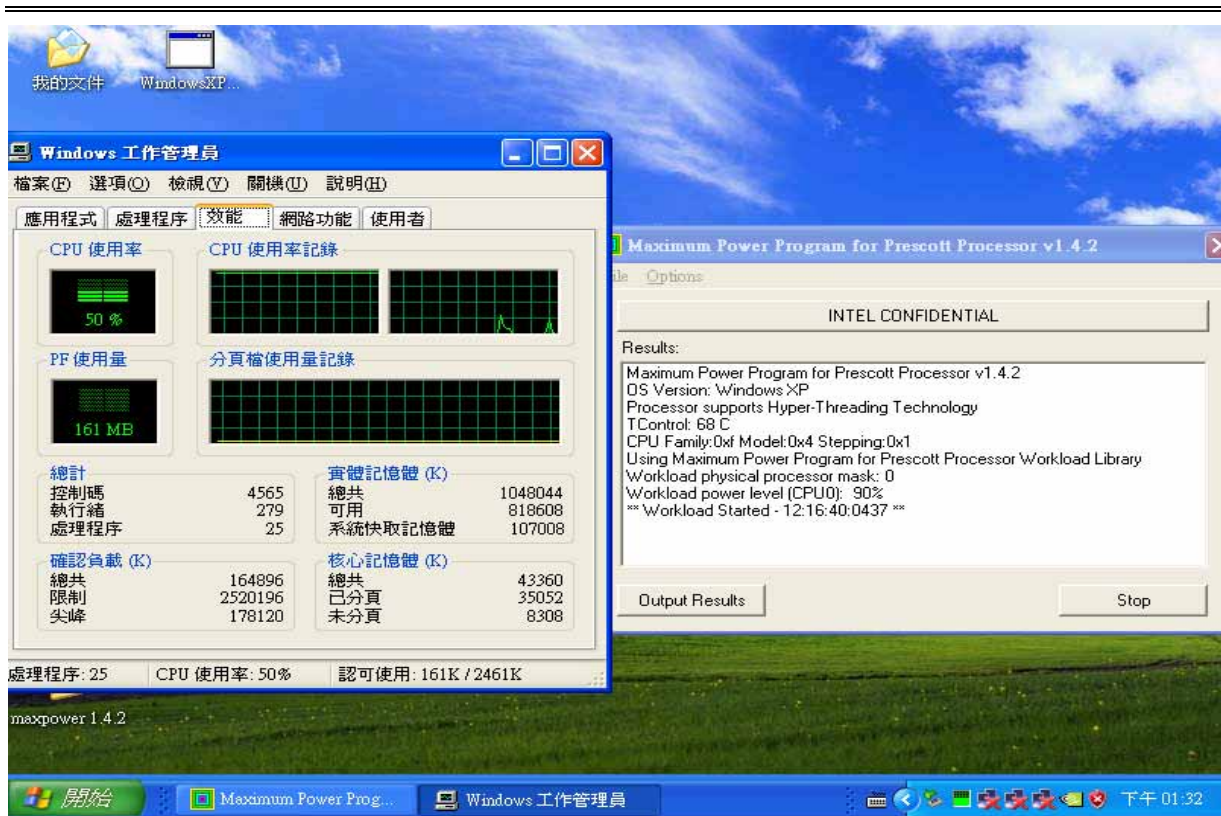 我的文件
WindowsXP...
Windows 工作管理員
檔案(F) 選項(O) 檢視(V) 關機(U) 說明(H)
應用程式 處理程序 效能 網路功能 使用者
CPU 使用率
CPU 使用率記錄
50 %
PF 使用量
分頁檔使用量記錄
161 MB
總計
控制碼 4565
執行緒 279
處理程序 25
實體記憶體 (K)
總共 1048044
可用 818608
系統快取記憶體 107008
確認負載 (K)
總共 164896
限制 2520196
尖峰 178120
核心記憶體 (K)
總共 43360
已分頁 35052
未分頁 8308
處理程序: 25 CPU 使用率: 50% 認可使用: 161K / 2461K
Maximum Power Program for Prescott Processor v1.4.2
Options
INTEL CONFIDENTIAL
Results:
Maximum Power Program for Prescott Processor v1.4.2
OS Version: Windows XP
Processor supports Hyper-Threading Technology
TControl: 68 C
CPU Family:0xf Model:0x4 Stepping:0x1
Using Maximum Power Program for Prescott Processor Workload Library
Workload physical processor mask: 0
Workload power level (CPU0): 90%
** Workload Started - 12:16:40:0437 **
Output Results
Stop
maxpower 1.4.2
開始
Maximum Power Prog...
Windows 工作管理員
下午 01:32